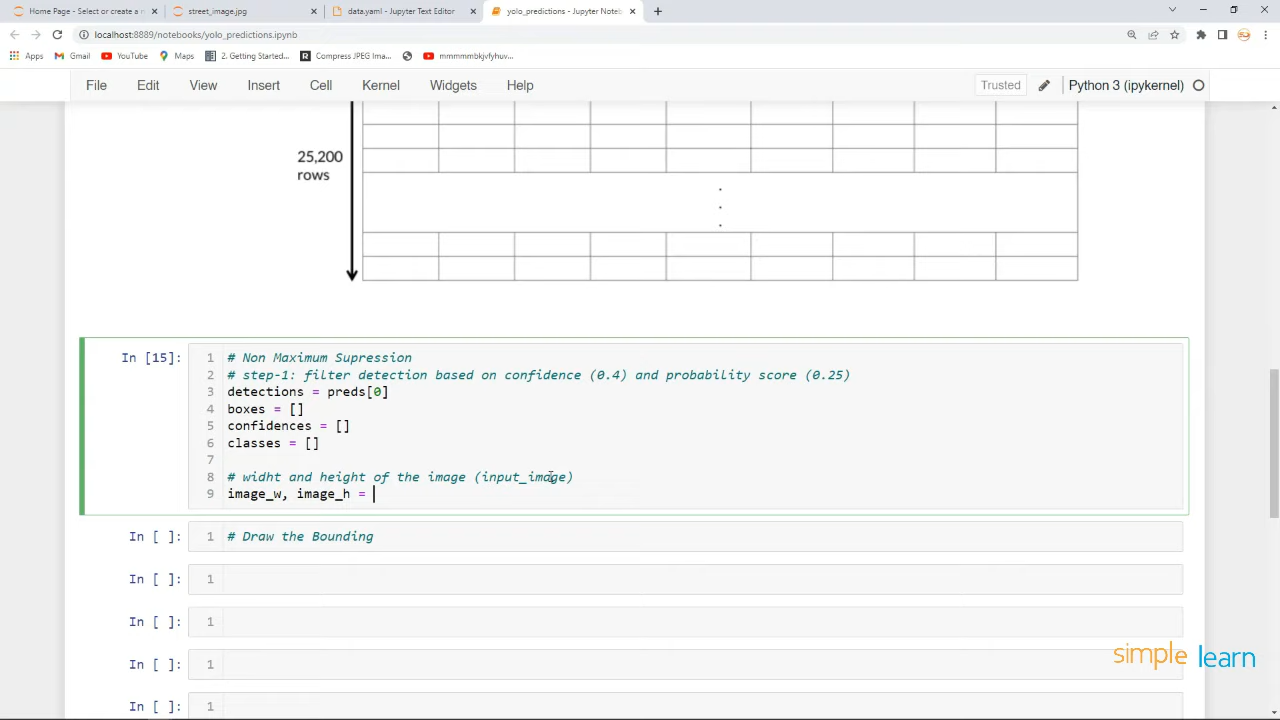 Home Page - Select or create a n
street_image.jpg
data.yaml - Jupyter Text Editor
yolo_predictions - Jupyter Noteb
localhost:8889/notebooks/yolo_predictions.ipynb
Apps
Gmail
YouTube
Maps
2. Getting Started...
Compress JPEG Ima...
mmmmmbkjvfyhuv...
File Edit View Insert Cell Kernel Widgets Help
Trusted
Python 3 (ipykernel)
25,200
rows
In [15]:
1 # Non Maximum Supression
2 # step-1: filter detection based on confidence (0.4) and probability score (0.25)
3 detections = preds[0]
4 boxes = []
5 confidences = []
6 classes = []
7
8 # widht and height of the image (input_image)
9 image_w, image_h =
In [ ]: 1 # Draw the Bounding
In [ ]: 1
In [ ]: 1
In [ ]: 1
In [ ]: 1
simplelearn